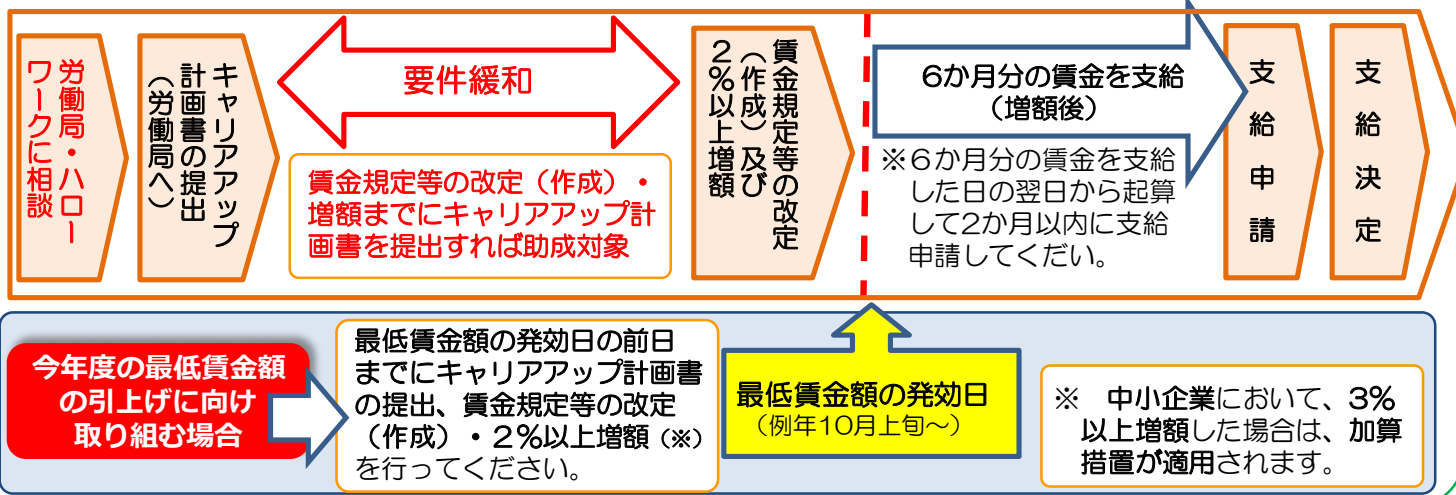 労働局・ハロー
ワークに相談
キャリアアップ
計画書の提出
（労働局へ）
要件緩和
賃金規定等の改定（作成）・
増額までにキャリアアップ計
画書を提出すれば助成対象
賃金規定等の改定
（作成）及び
２％以上増額
6か月分の賃金を支給
（増額後）
※６か月分の賃金を支給
した日の翌日から起算
して2か月以内に支給
申請してくだい。
支給申請
支給決定
今年度の最低賃金額
の引上げに向け
取り組む場合
最低賃金額の発効日の前日
までにキャリアアップ計画書
の提出、賃金規定等の改定
（作成）・２％以上増額（※）
を行ってください。
最低賃金額の発効日
（例年10月上旬～）
※　中小企業において、3%
以上増額した場合は、加算
措置が適用されます。